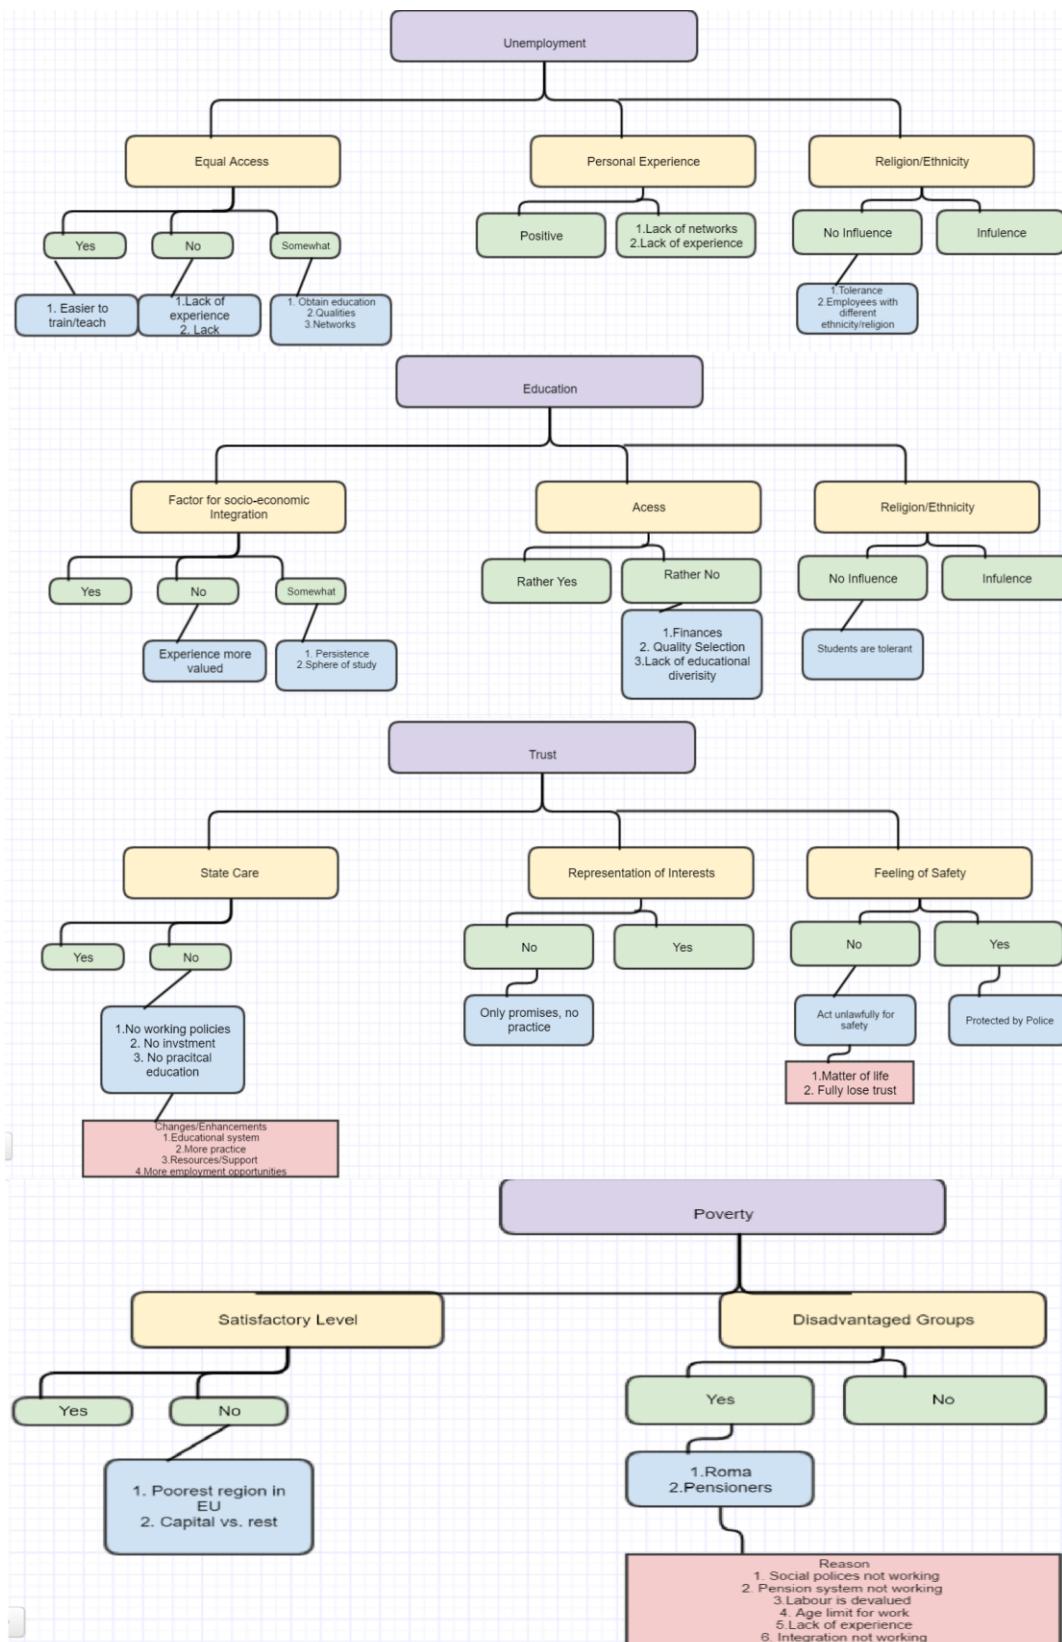 Unemployment
Equal Access
Personal Experience
Religion/Ethnicity
Yes
No
Somewhat
Positive
1.Lack of networks
2.Lack of experience
No Influence
Infulence
1. Easier to
train/teach
1.Lack of
experience
2. Lack
1. Obtain education
2.Qualities
3.Networks
1.Tolerance
2.Employees with
different
ethnicity/religion
Education
Factor for socio-economic
Integration
Acess
Religion/Ethnicity
Yes
No
Somewhat
Rather Yes
Rather No
No Influence
Infulence
Experience more
valued
1. Persistence
2.Sphere of study
1.Finances
2. Quality Selection
3.Lack of educational
diverisity
Students are tolerant
Trust
State Care
Representation of Interests
Feeling of Safety
Yes
No
No
Yes
No
Yes
1.No working policies
2. No invstment
3. No pracitcal
education
Only promises, no
practice
Act unlawfully for
safety
Protected by Police
1.Matter of life
2. Fully lose trust
Changes/Enhancements
1.Educational system
2.More practice
3.Resources/Support
4.More employment opportunities
Poverty
Satisfactory Level
Disadvantaged Groups
Yes
No
Yes
No
1. Poorest region in
EU
2. Capital vs. rest
1.Roma
2.Pensioners
Reason
1. Social polices not working
2. Pension system not working
3.Labour is devalued
4. Age limit for work
5.Lack of experience
6. Integration not working